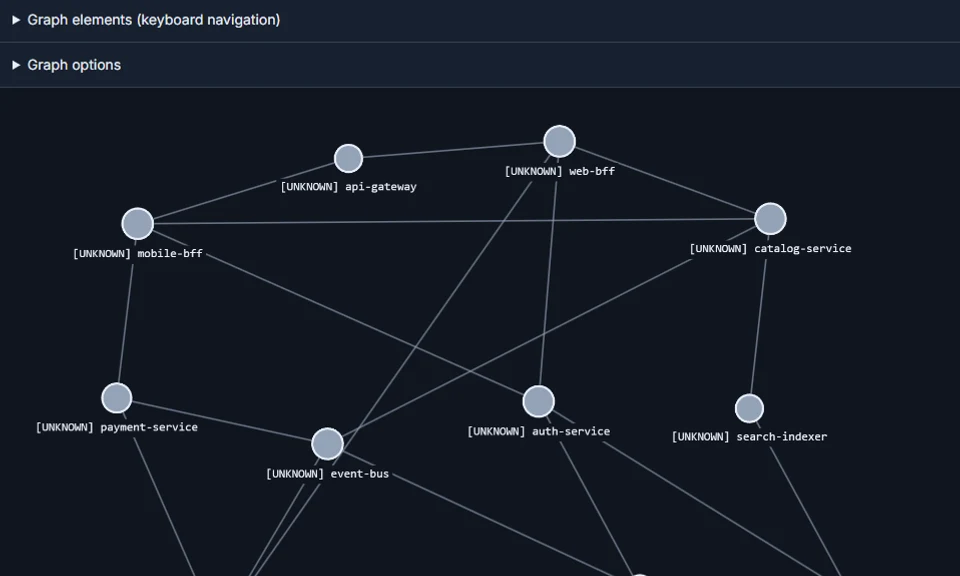 Graph elements (keyboard navigation)
Graph options
[UNKNOWN] web-bff
[UNKNOWN] api-gateway
[UNKNOWN] catalog-service
[UNKNOWN] mobile-bff
[UNKNOWN] payment-service
[UNKNOWN] auth-service
[UNKNOWN] search-indexer
[UNKNOWN] event-bus